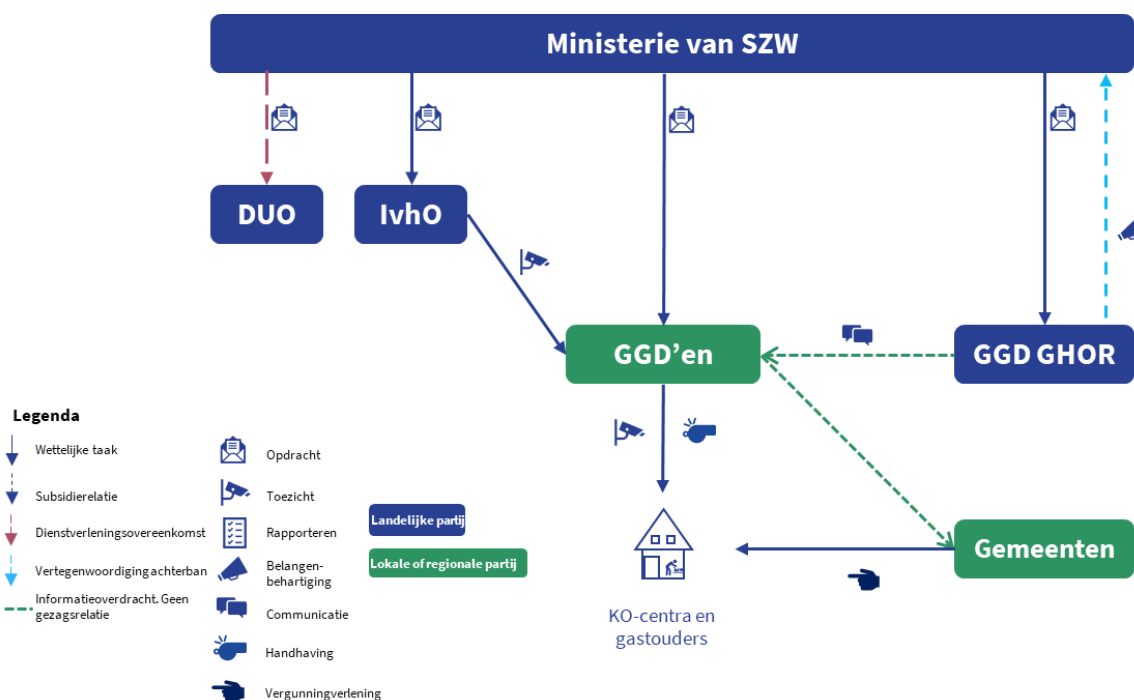 Ministerie van SZW
DUO
IvhO
GGD’en
GGD GHOR
Gemeenten
KO-centra en
gastouders
Legenda
Wettelijke taak
Subsidierelatie
Dienstverleningsovereenkomst
Vertegenwoordiging achterban
Informatieoverdracht. Geen
gezagsrelatie
Opdracht
Toezicht
Rapporteren
Belangen-
behartiging
Communicatie
Handhaving
Vergunningverlening
Landelijke partij
Lokale of regionale partij